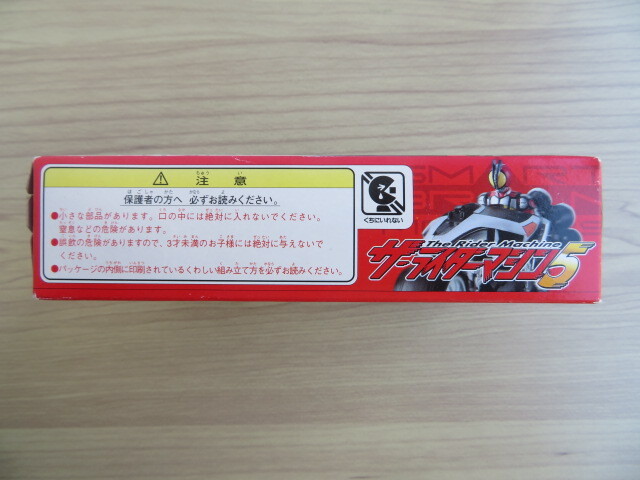 ⚠ 注意
保護者の方へ 必ずお読みください。
●小さな部品があります。口の中には絶対に入れないでください。
窒息などの危険があります。
●誤飲の危険がありますので、3才未満のお子様には絶対に与えないで
ください。
●パッケージの内側に印刷されているくわしい組み立て方を必ずお読みください。
くちにいれない
The Rider Machine
ザ・ライダーマシン5